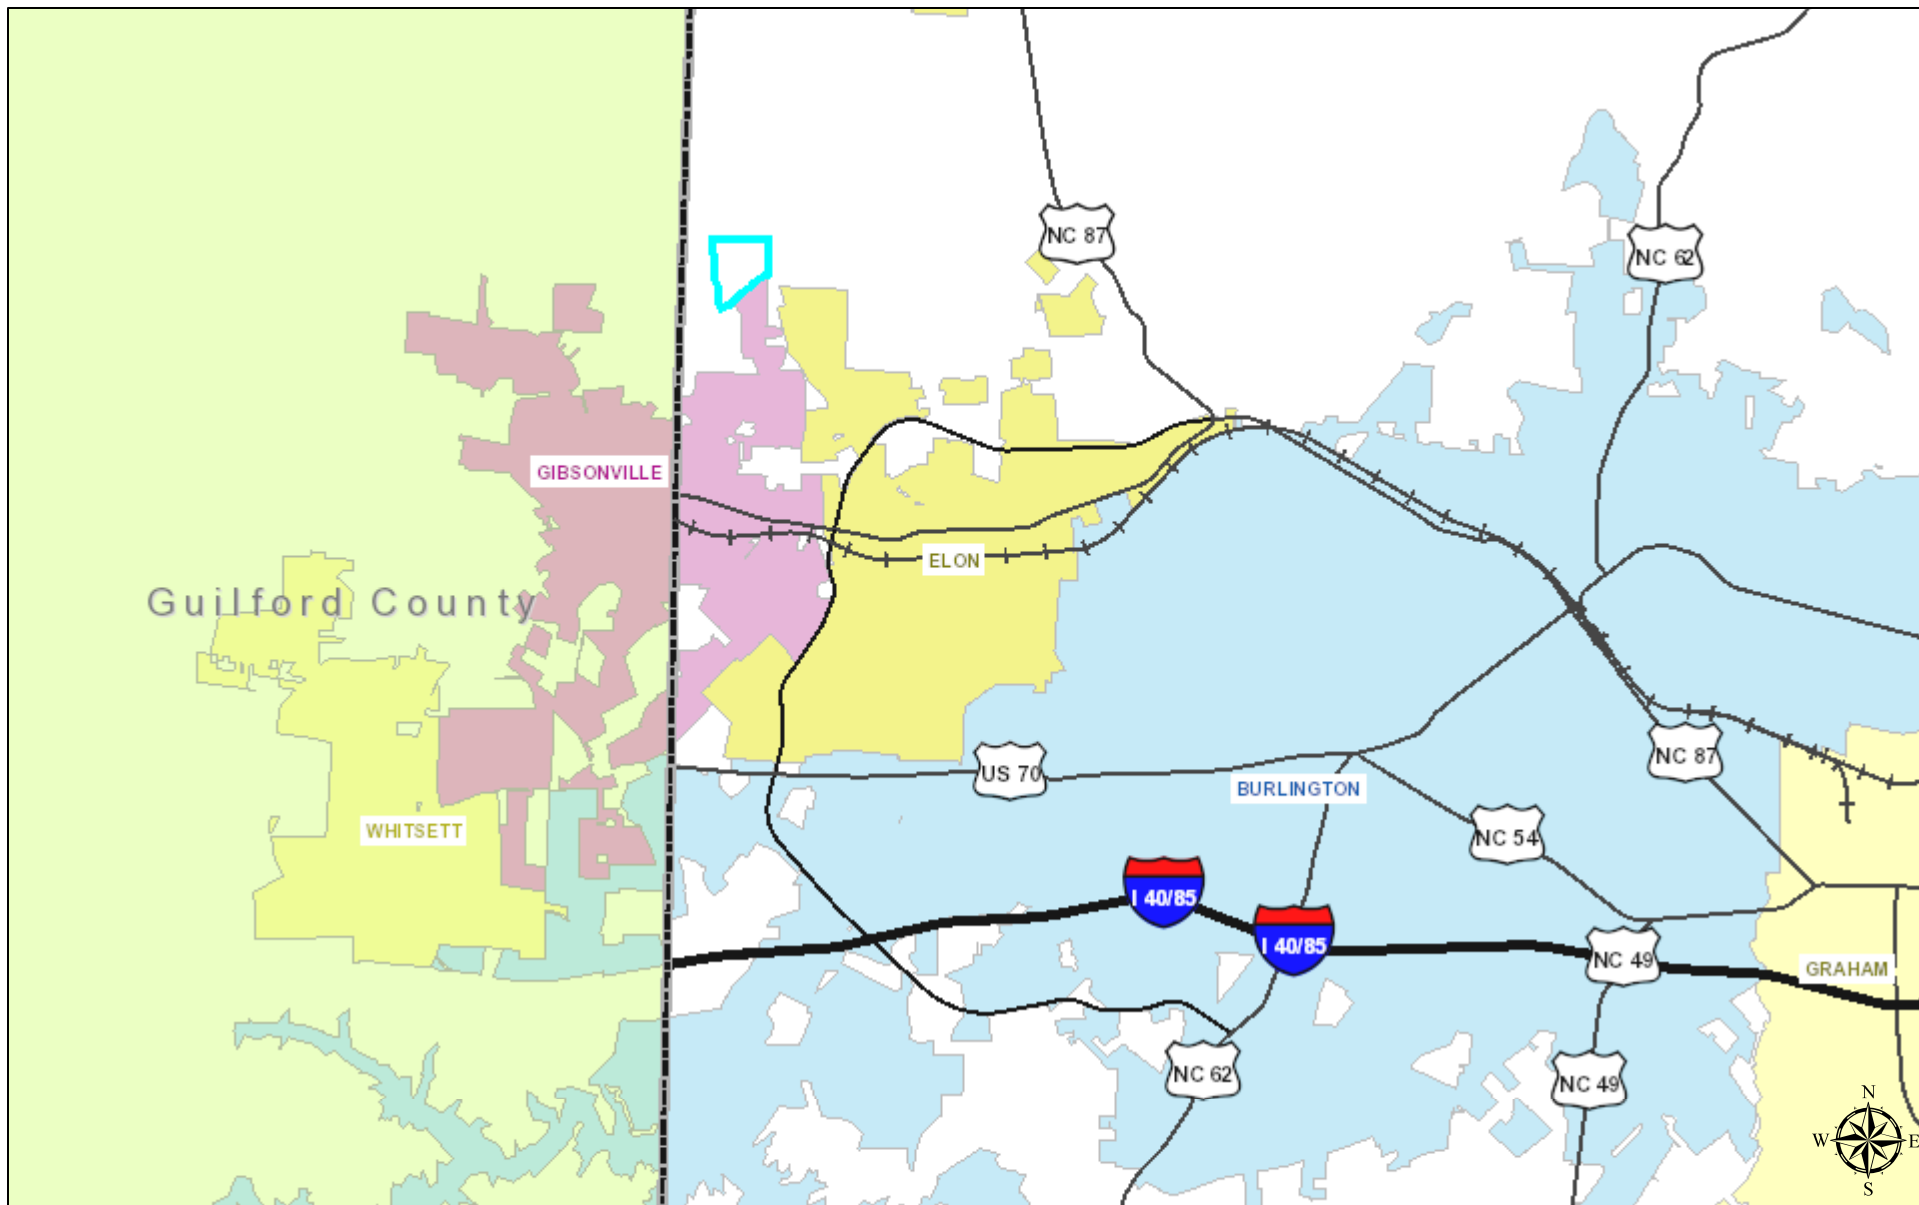 NC 87
NC 62
GIBSONVILLE
ELON
Guilford County
US 70
NC 87
BURLINGTON
WHITSETT
NC 54
I 40/85
I 40/85
NC 49
GRAHAM
NC 62
NC 49
N
W E
S